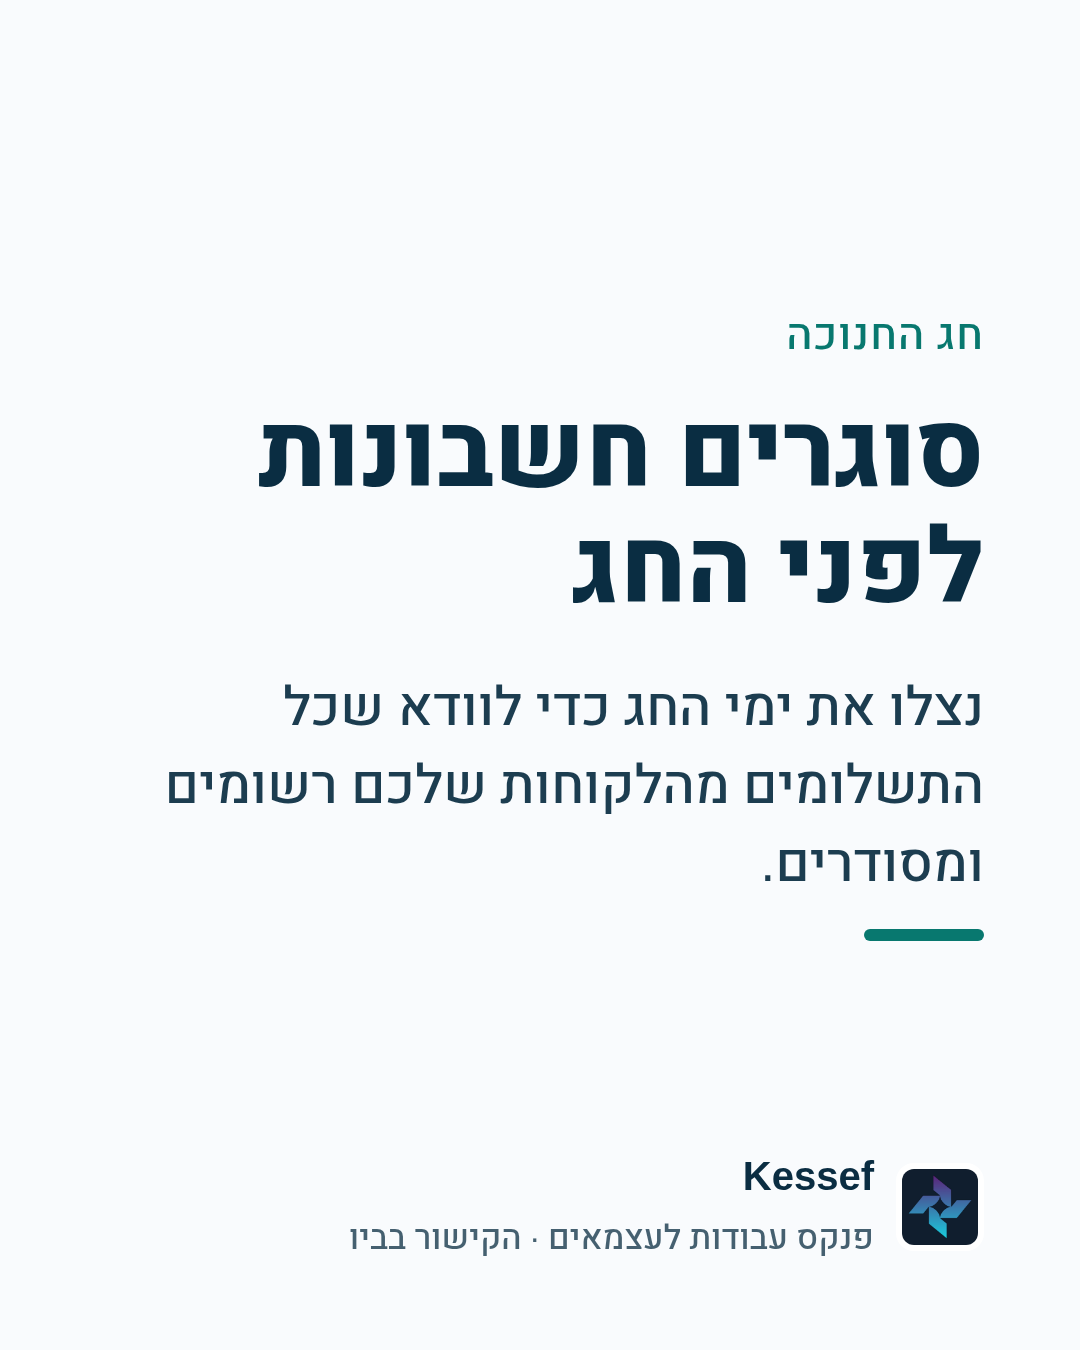 חג החנוכה
סוגרים חשבונות
לפני החג
נצלו את ימי החג כדי לוודא שכל
התשלומים מהלקוחות שלכם רשומים
ומסודרים.
Kessef
פנקס עבודות לעצמאים · הקישור בביו